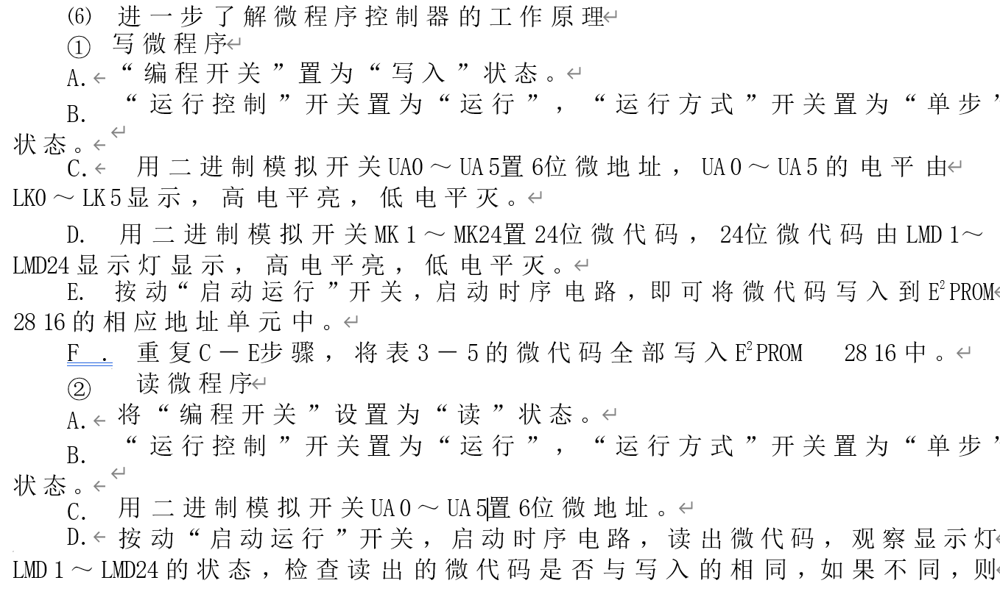 ⑹ 进一步了解微程序控制器的工作原理
① 写微程序
A. “编程开关”置为“写入”状态。
B. “运行控制”开关置为“运行”，“运行方式”开关置为“单步”
状态。
C. 用二进制模拟开关UA0～UA5置6位微地址，UA0～UA5的电平由
LK0～LK5显示，高电平亮，低电平灭。
D. 用二进制模拟开关MK1～MK24置24位微代码，24位微代码由LMD1～
LMD24显示灯显示，高电平亮，低电平灭。
E. 按动“启动运行”开关，启动时序电路，即可将微代码写入到E²PROM
2816的相应地址单元中。
F. 重复C－E步骤，将表3－5的微代码全部写入E²PROM 2816中。
② 读微程序
A. 将“编程开关”设置为“读”状态。
B. “运行控制”开关置为“运行”，“运行方式”开关置为“单步”
状态。
C. 用二进制模拟开关UA0～UA5置6位微地址。
D. 按动“启动运行”开关，启动时序电路，读出微代码，观察显示灯
LMD1～LMD24的状态，检查读出的微代码是否与写入的相同，如果不同，则